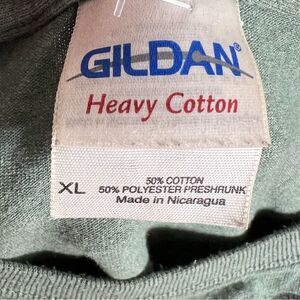 GILDAN®
Heavy Cotton
XL
50% COTTON
50% POLYESTER PRESHRUNK
Made in Nicaragua